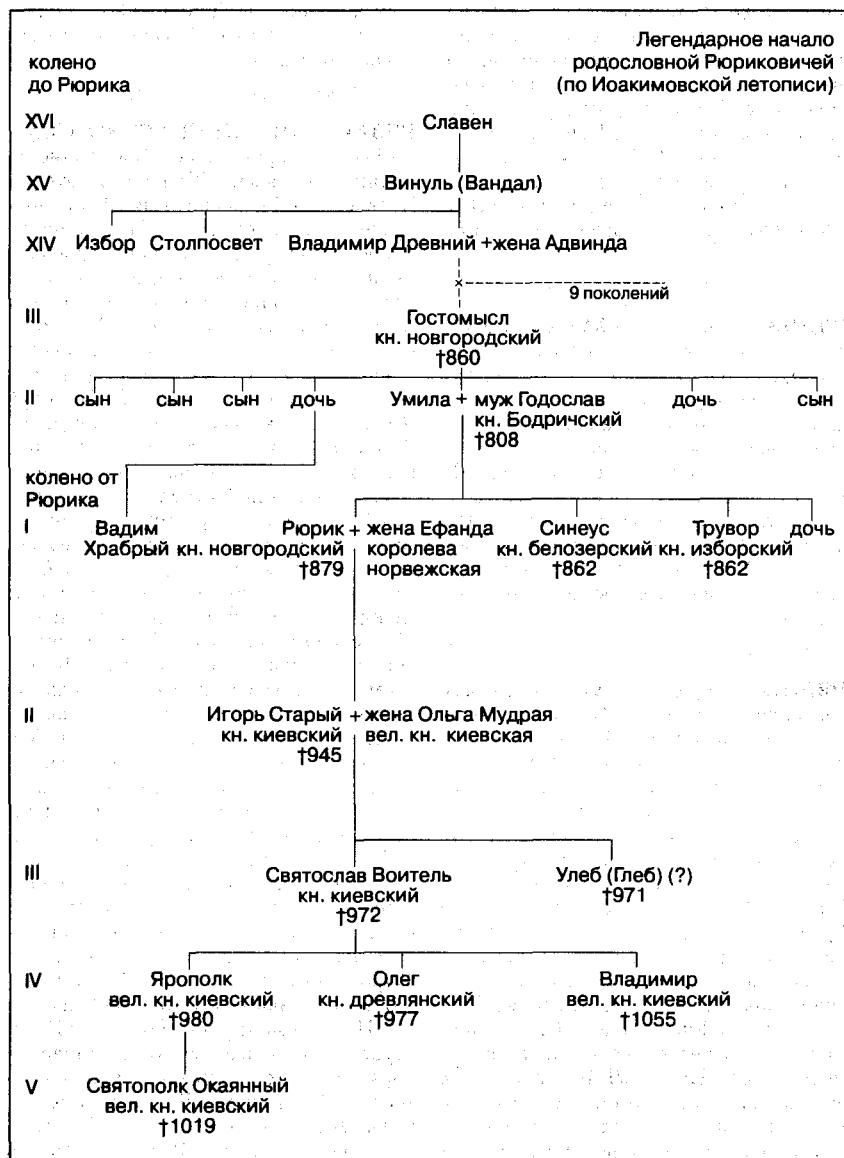 колено
до Рюрика
Легендарное начало
родословной Рюриковичей
(по Иоакимовской летописи)
XVI Славен
XV Винуль (Вандал)
XIV Избор Столпосвет Владимир Древний + жена Адвинда
9 поколений
III Гостомысл
кн. новгородский
†860
II сын сын сын дочь Умила + муж Годослав дочь сын
кн. Бодричский
†808
колено от
Рюрика
I Вадим Рюрик + жена Ефанда Синеус Трувор дочь
Храбрый кн. новгородский королева кн. белозерский кн. изборский
†879 норвежская †862 †862
II Игорь Старый + жена Ольга Мудрая
кн. киевский вел. кн. киевская
†945
III Святослав Воитель Улеб (Глеб) (?)
кн. киевский †971
†972
IV Ярополк Олег Владимир
вел. кн. киевский кн. древлянский вел. кн. киевский
†980 †977 †1055
V Святополк Окаянный
вел. кн. киевский
†1019